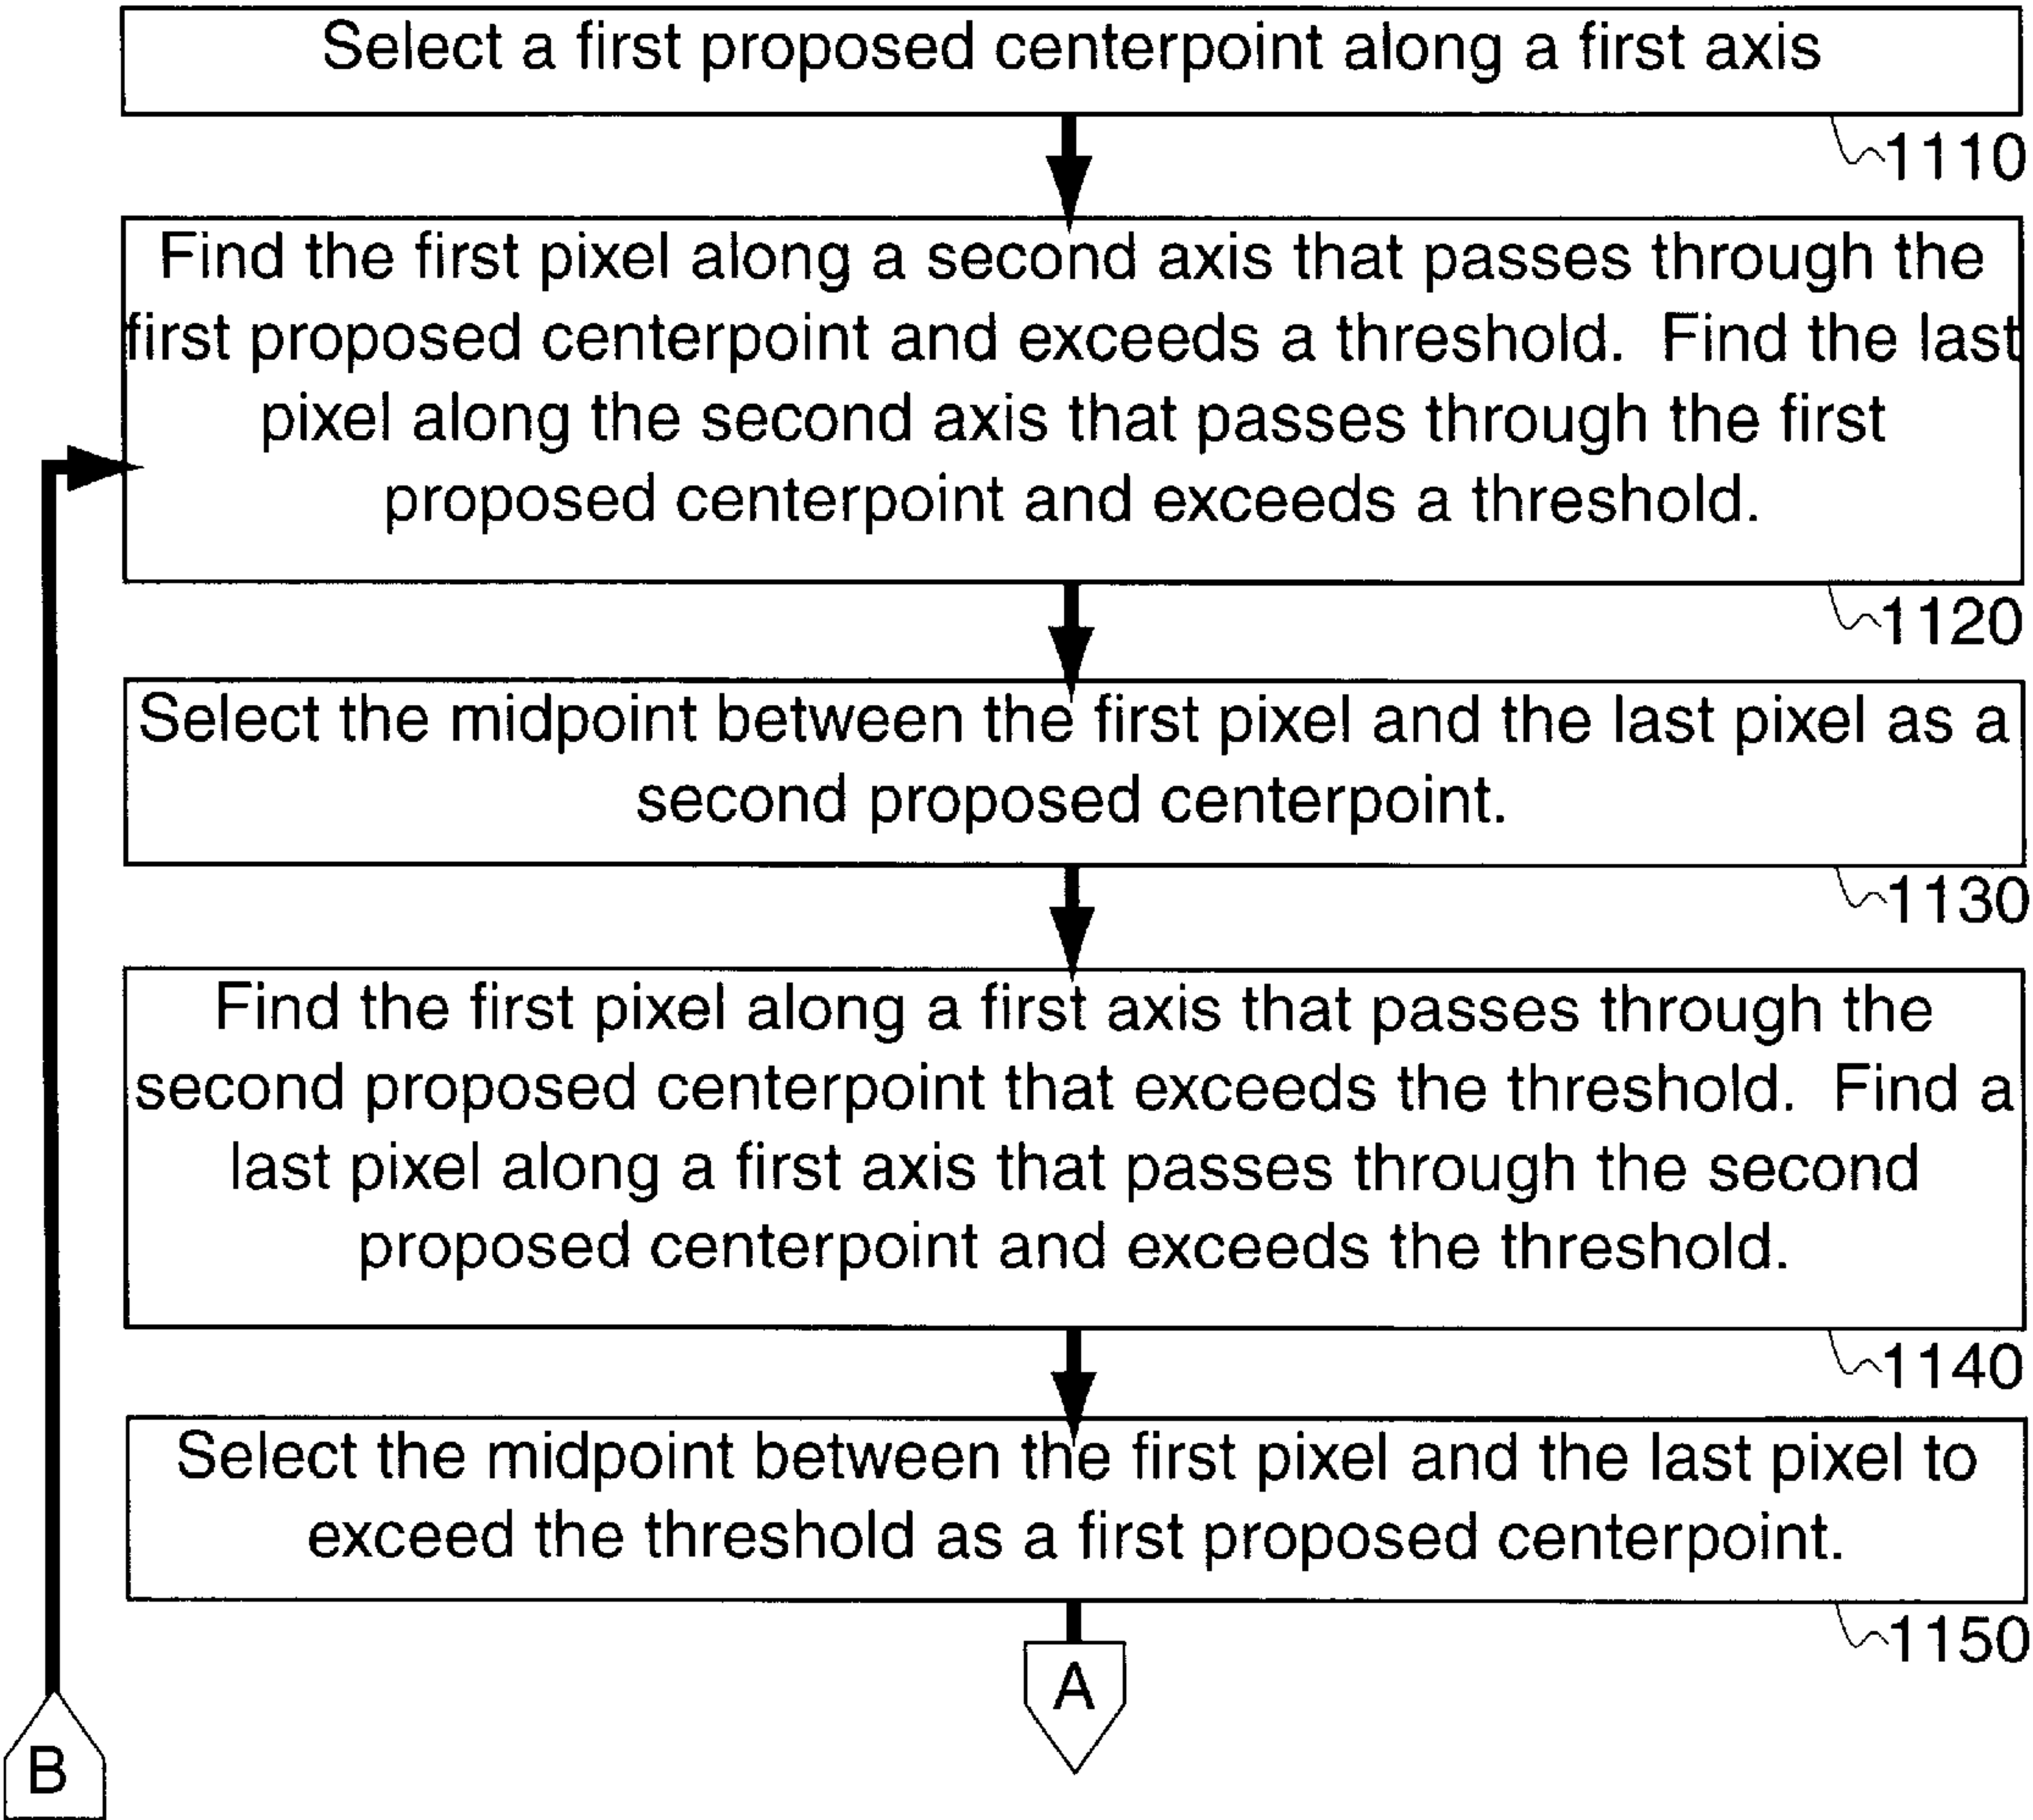 Select a first proposed centerpoint along a first axis
1110
Find the first pixel along a second axis that passes through the
first proposed centerpoint and exceeds a threshold. Find the last
pixel along the second axis that passes through the first
proposed centerpoint and exceeds a threshold.
1120
Select the midpoint between the first pixel and the last pixel as a
second proposed centerpoint.
1130
Find the first pixel along a first axis that passes through the
second proposed centerpoint that exceeds the threshold. Find a
last pixel along a first axis that passes through the second
proposed centerpoint and exceeds the threshold.
1140
Select the midpoint between the first pixel and the last pixel to
exceed the threshold as a first proposed centerpoint.
1150
A
B